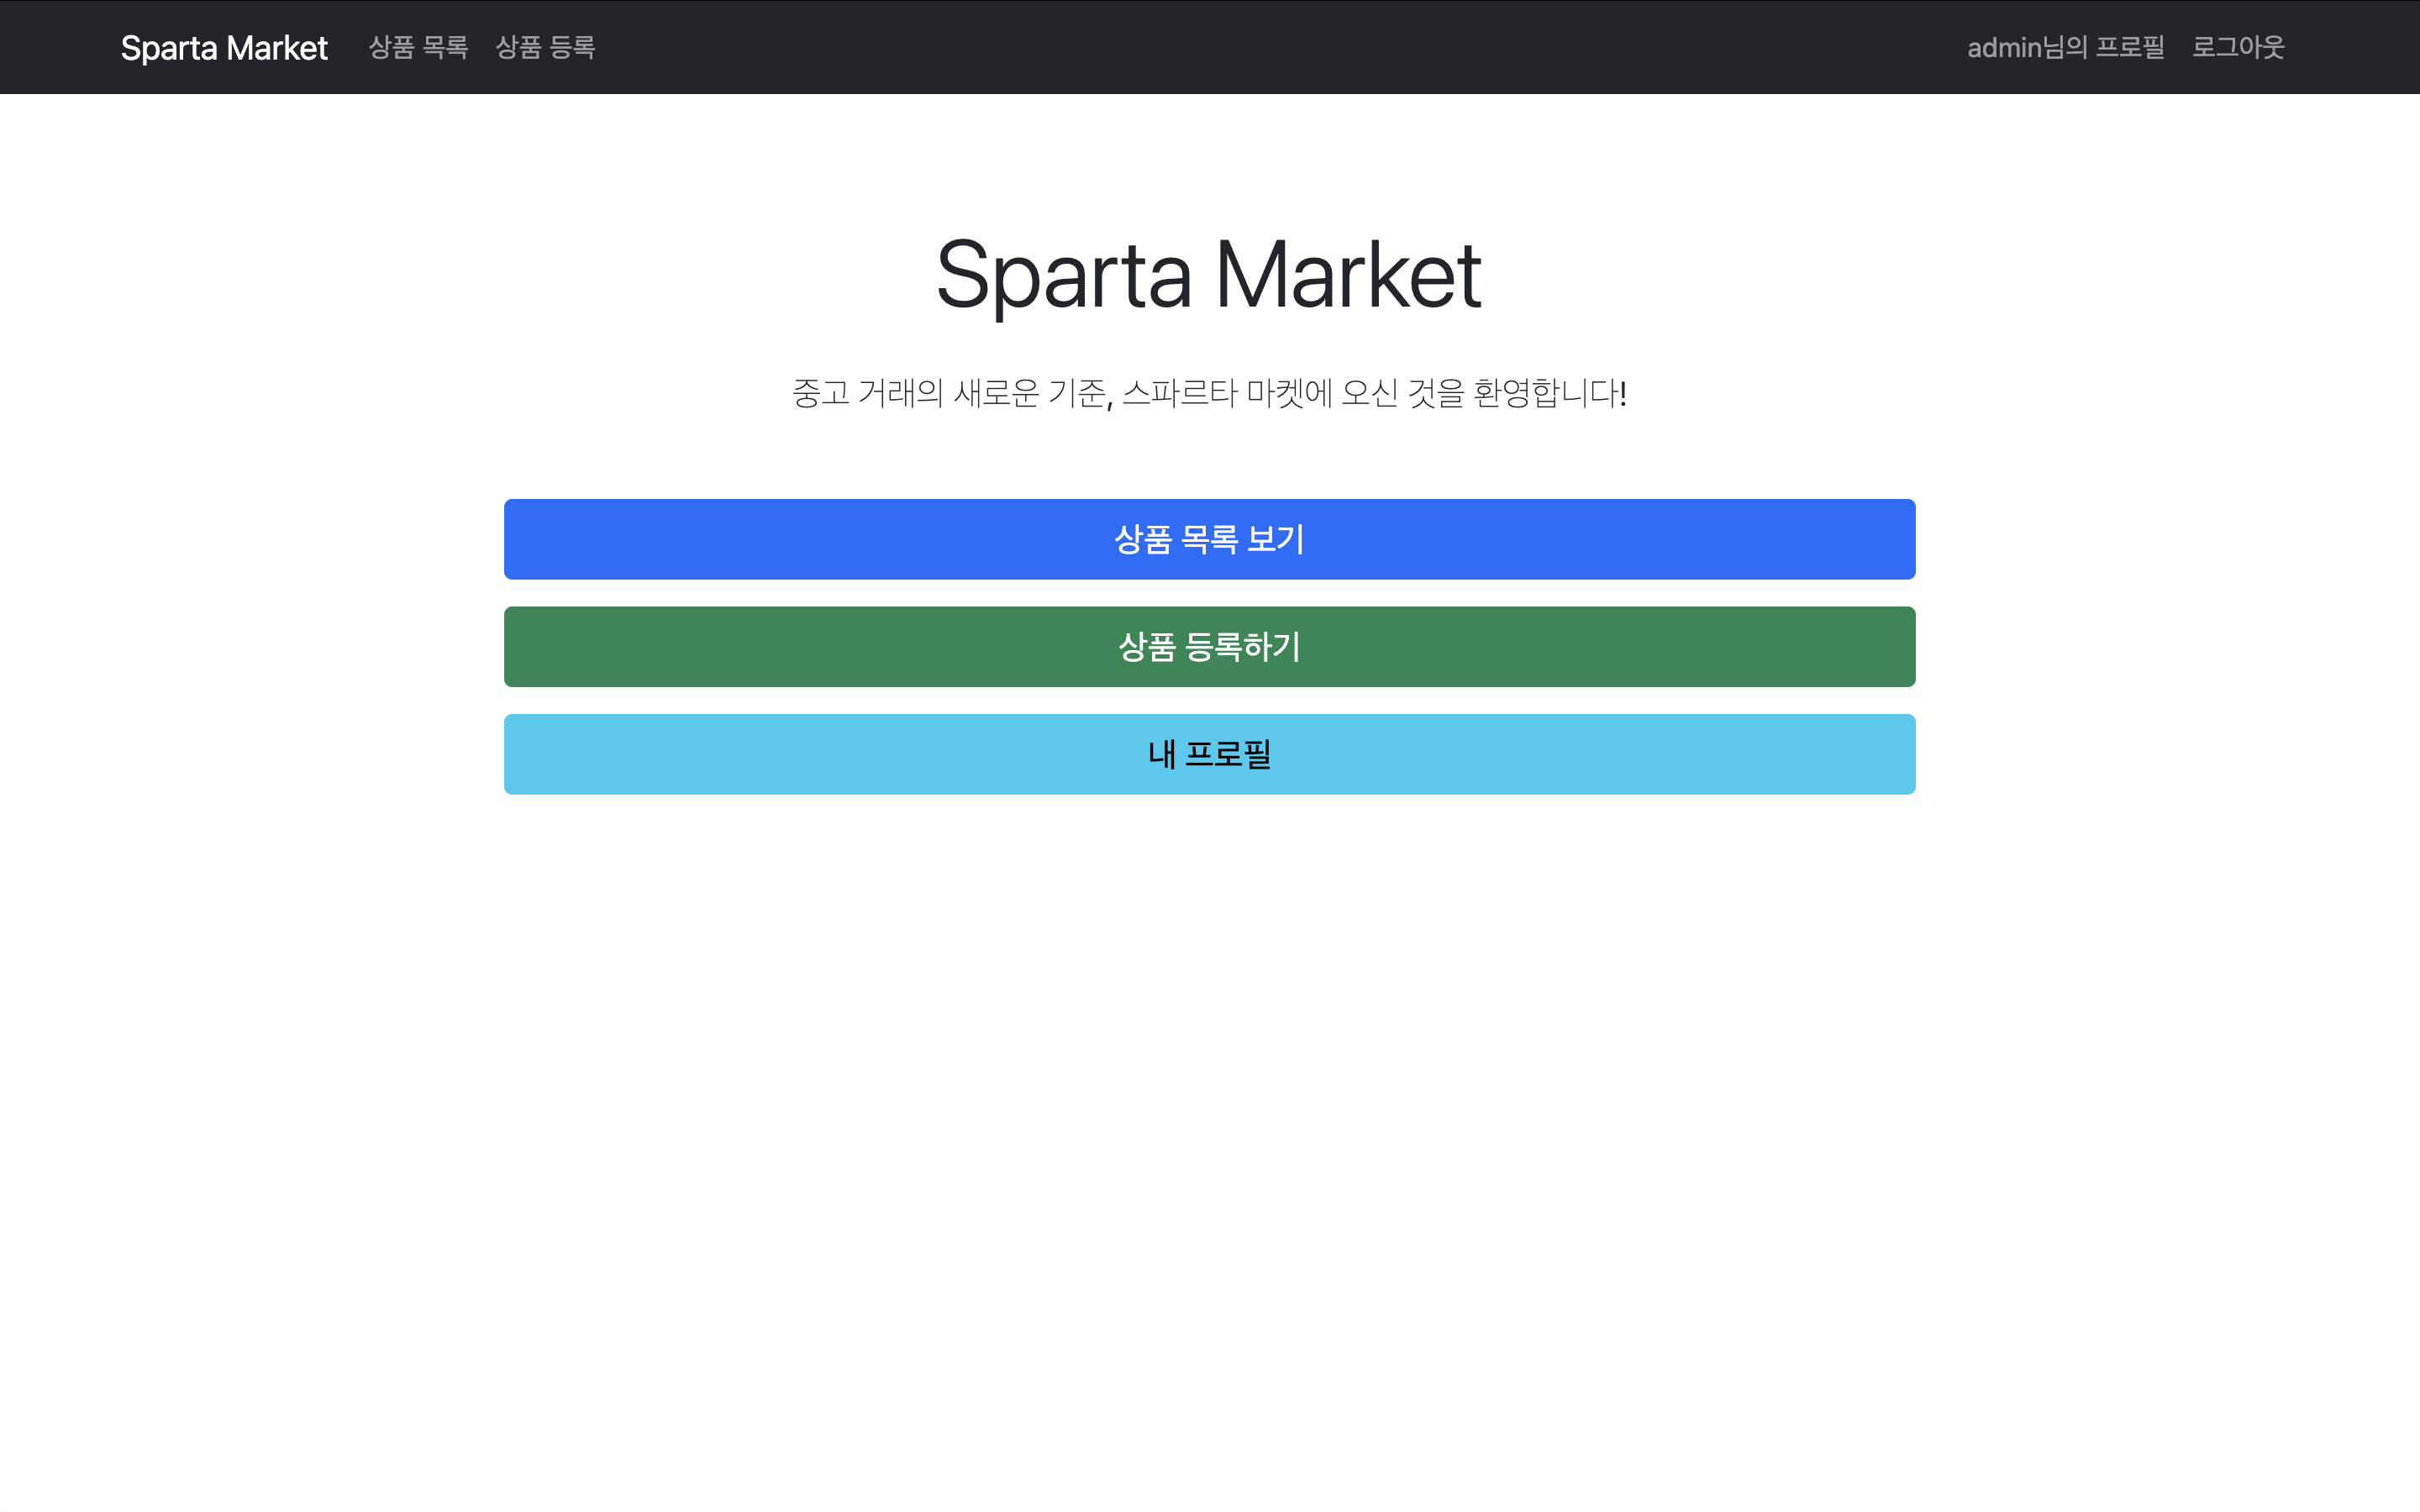 Sparta Market 상품 목록 상품 등록 admin님의 프로필 로그아웃
Sparta Market
중고 거래의 새로운 기준, 스파르타 마켓에 오신 것을 환영합니다!
상품 목록 보기
상품 등록하기
내 프로필